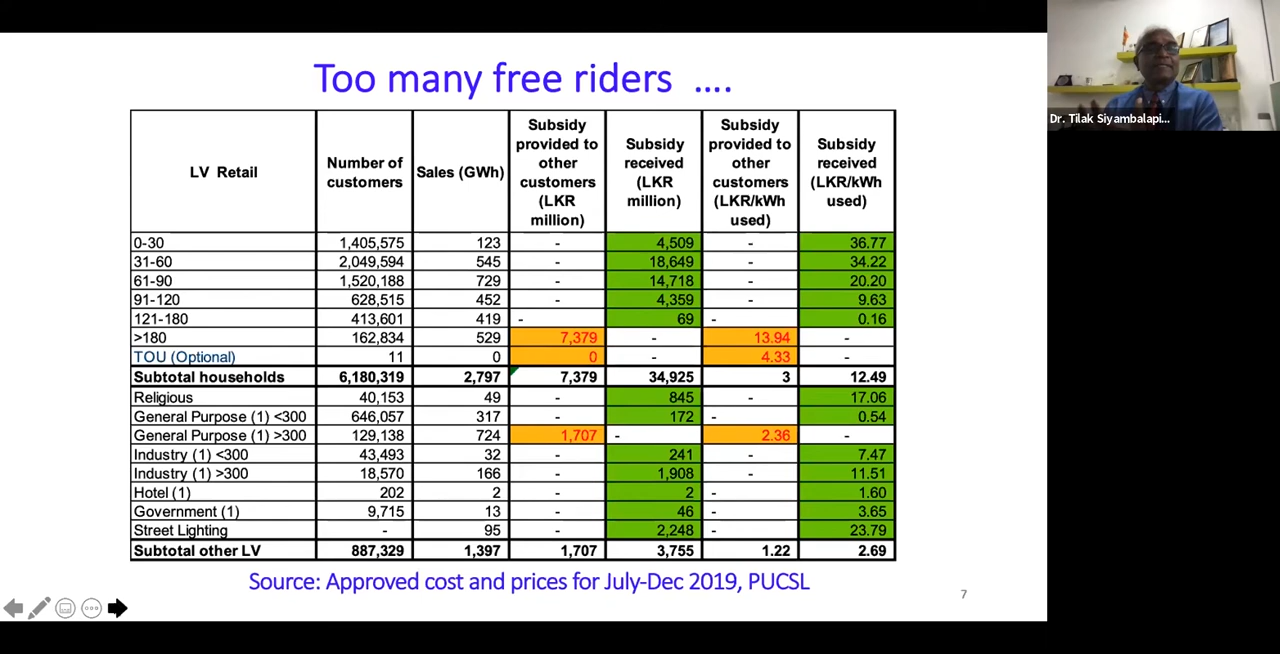 Too many free riders ....
LV Retail
Number of
customers
Sales (GWh)
Subsidy
provided to
other
customers
(LKR
million)
Subsidy
received
(LKR
million)
Subsidy
provided to
other
customers
(LKR/kWh
used)
Subsidy
received
(LKR/kWh
used)
0-30 1,405,575 123 - 4,509 - 36.77
31-60 2,049,594 545 - 18,649 - 34.22
61-90 1,520,188 729 - 14,718 - 20.20
91-120 628,515 452 - 4,359 - 9.63
121-180 413,601 419 - 69 - 0.16
>180 162,834 529 7,379 - 13.94 -
TOU (Optional) 11 0 0 - 4.33 -
Subtotal households 6,180,319 2,797 7,379 34,925 3 12.49
Religious 40,153 49 - 845 - 17.06
General Purpose (1) <300 646,057 317 - 172 - 0.54
General Purpose (1) >300 129,138 724 1,707 - 2.36 -
Industry (1) <300 43,493 32 - 241 - 7.47
Industry (1) >300 18,570 166 - 1,908 - 11.51
Hotel (1) 202 2 - 2 - 1.60
Government (1) 9,715 13 - 46 - 3.65
Street Lighting - 95 - 2,248 - 23.79
Subtotal other LV 887,329 1,397 1,707 3,755 1.22 2.69
Source: Approved cost and prices for July-Dec 2019, PUCSL
7
Dr. Tilak Siyambalapi...